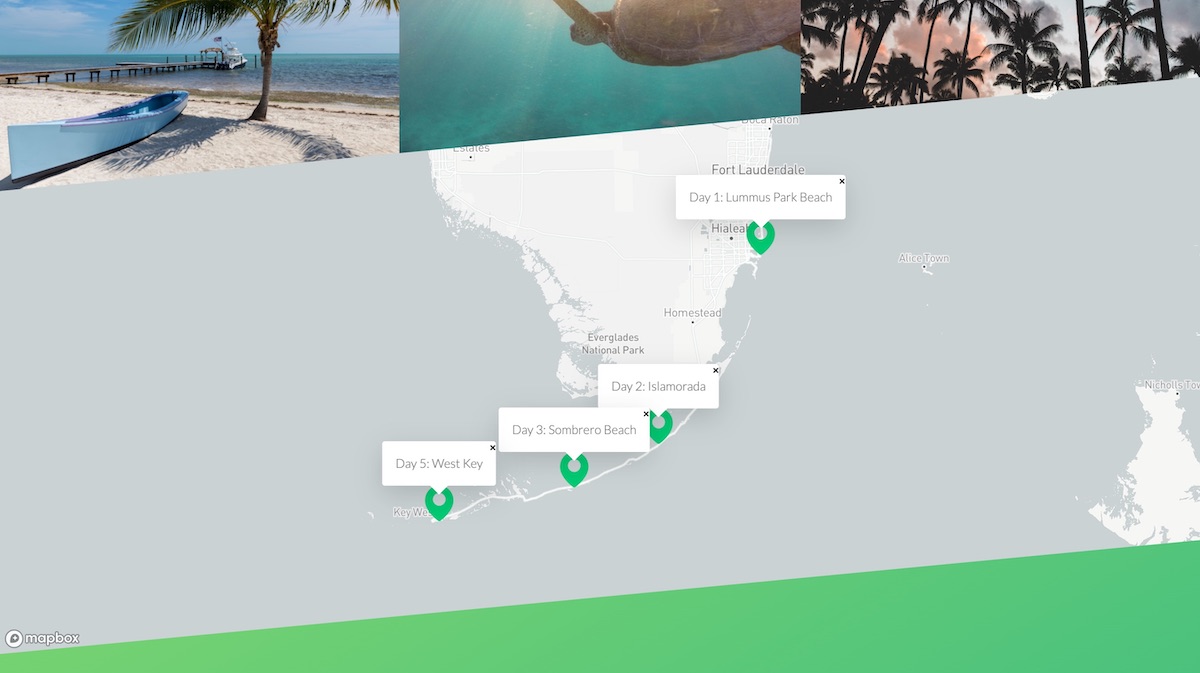 Boca Raton
Estates
Fort Lauderdale
Day 1: Lummus Park Beach
×
Hialeah
Alice Town
Homestead
Everglades
National Park
×
Day 2: Islamorada
Nicholls Tow
×
Day 3: Sombrero Beach
×
Day 5: West Key
Key Wes
mapbox